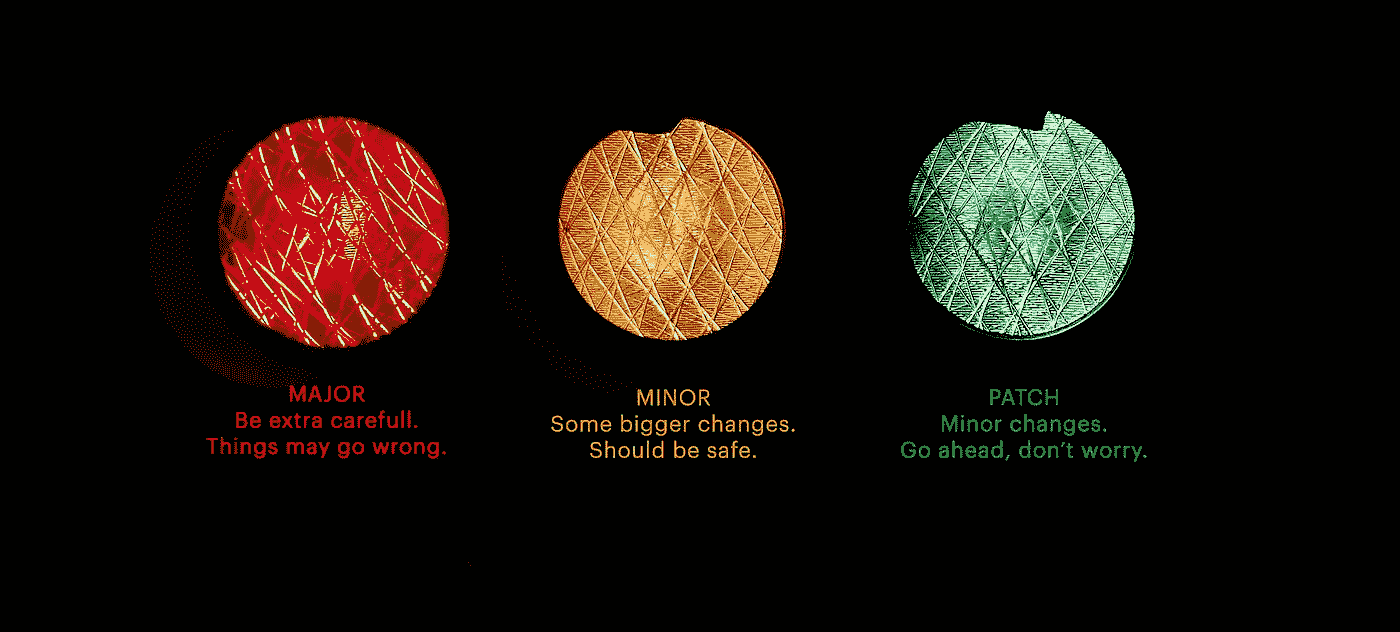 MAJOR
Be extra carefull.
Things may go wrong.
MINOR
Some bigger changes.
Should be safe.
PATCH
Minor changes.
Go ahead, don’t worry.